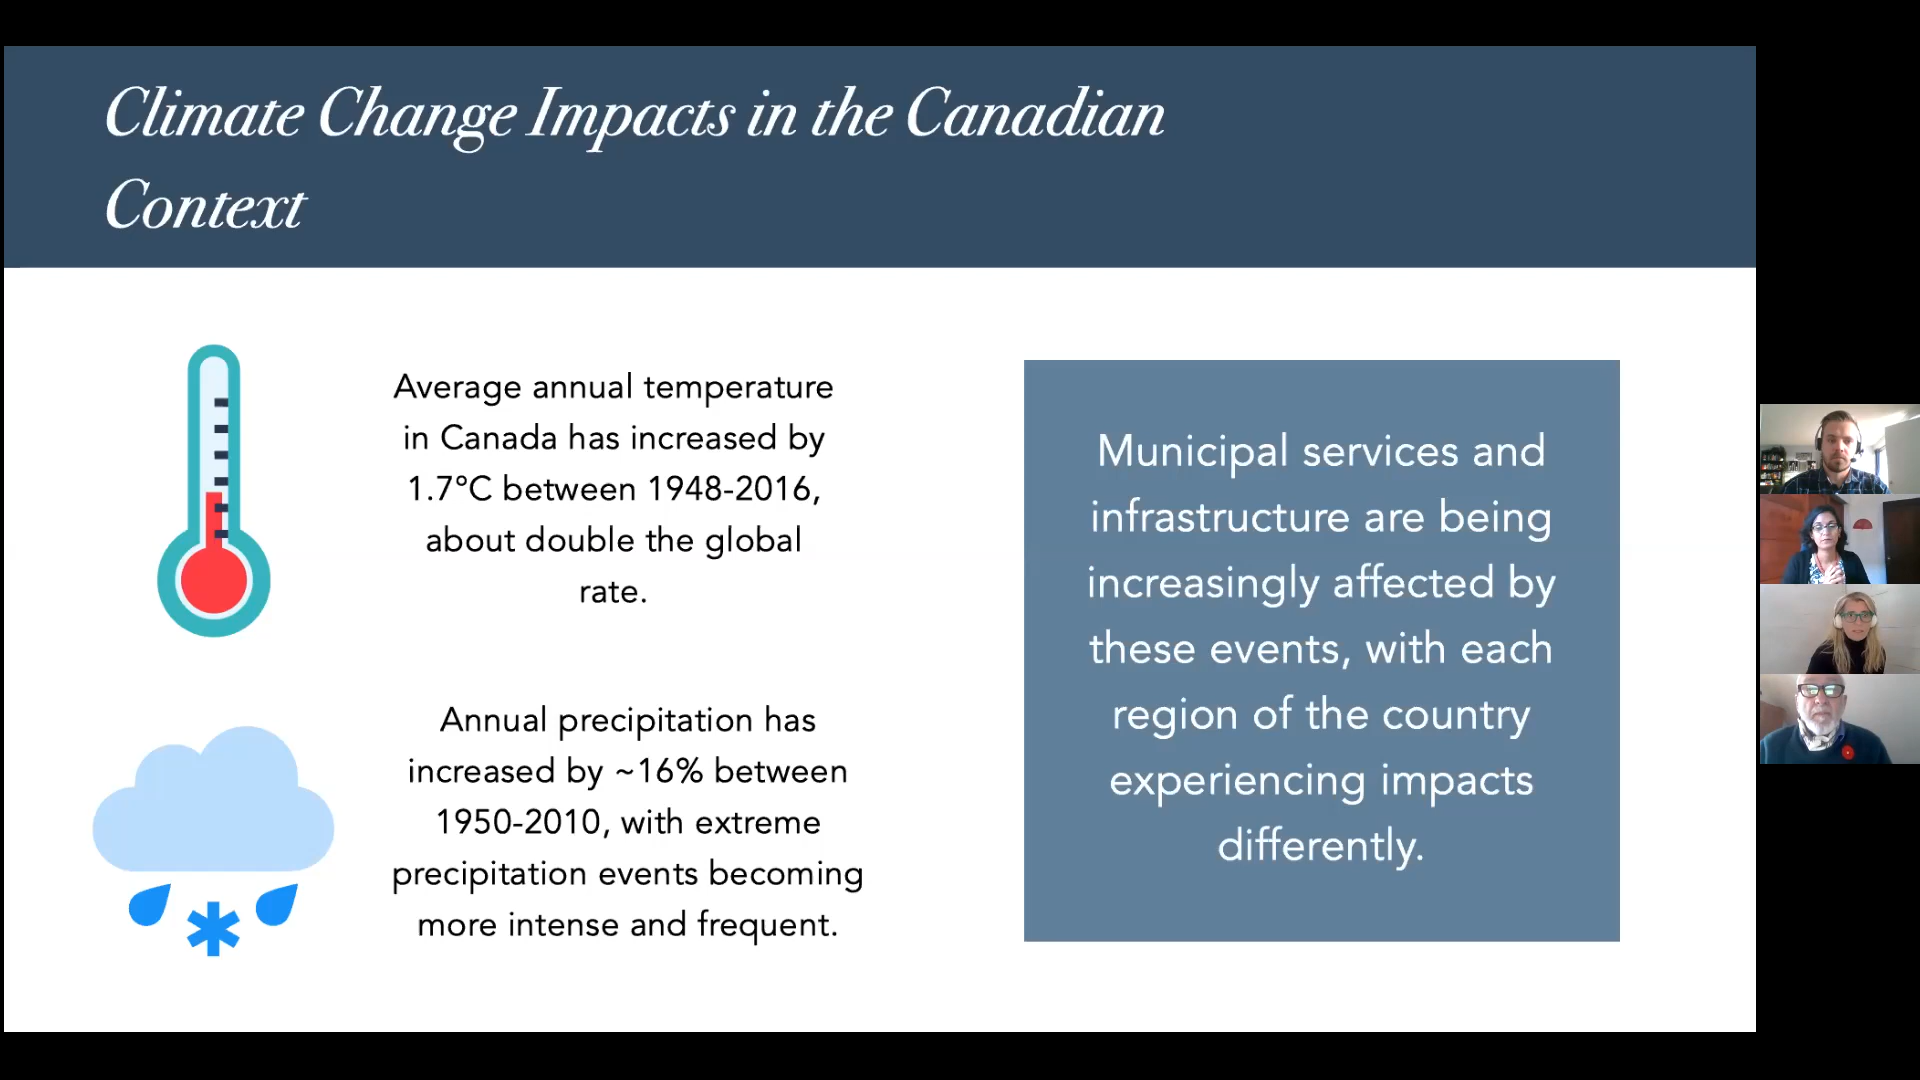 Climate Change Impacts in the Canadian
Context
Average annual temperature
in Canada has increased by
1.7°C between 1948-2016,
about double the global
rate.
Annual precipitation has
increased by ~16% between
1950-2010, with extreme
precipitation events becoming
more intense and frequent.
Municipal services and
infrastructure are being
increasingly affected by
these events, with each
region of the country
experiencing impacts
differently.